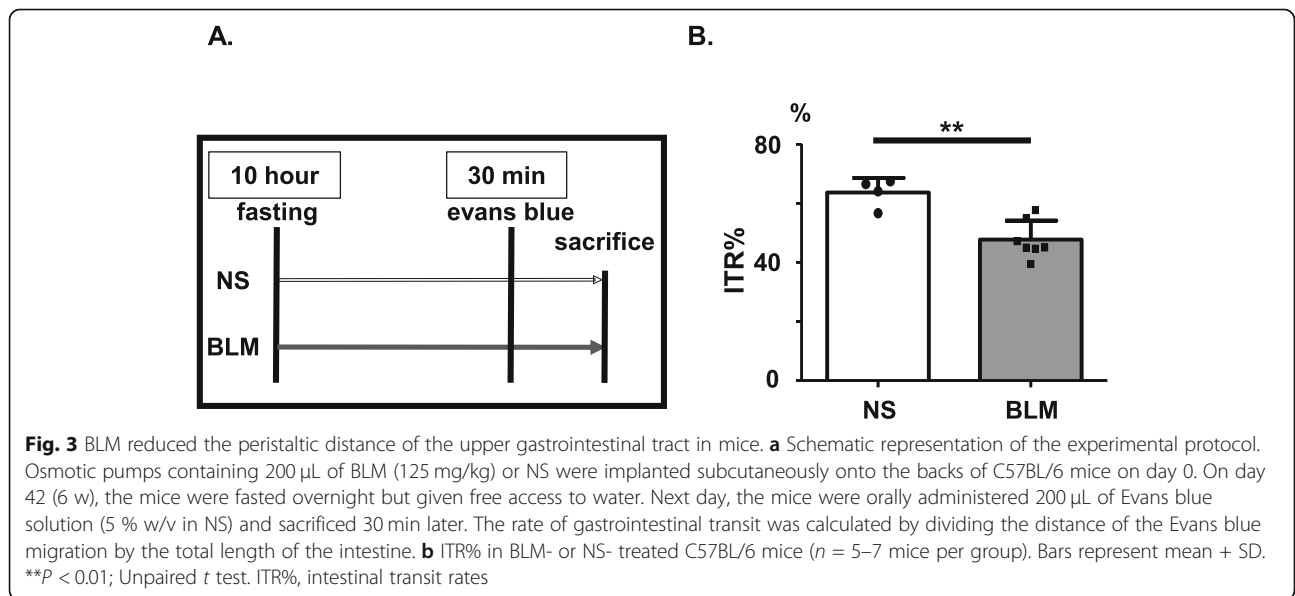 A.
B.
10 hour
30 min
fasting
evans blue
sacrifice
NS
BLM
%
**
80
ITR%
40
0
NS
BLM
Fig. 3 BLM reduced the peristaltic distance of the upper gastrointestinal tract in mice. a Schematic representation of the experimental protocol.
Osmotic pumps containing 200 μL of BLM (125 mg/kg) or NS were implanted subcutaneously onto the backs of C57BL/6 mice on day 0. On day
42 (6 w), the mice were fasted overnight but given free access to water. Next day, the mice were orally administered 200 μL of Evans blue
solution (5 % w/v in NS) and sacrificed 30 min later. The rate of gastrointestinal transit was calculated by dividing the distance of the Evans blue
migration by the total length of the intestine. b ITR% in BLM- or NS- treated C57BL/6 mice (n = 5–7 mice per group). Bars represent mean + SD.
**P < 0.01; Unpaired t test. ITR%, intestinal transit rates